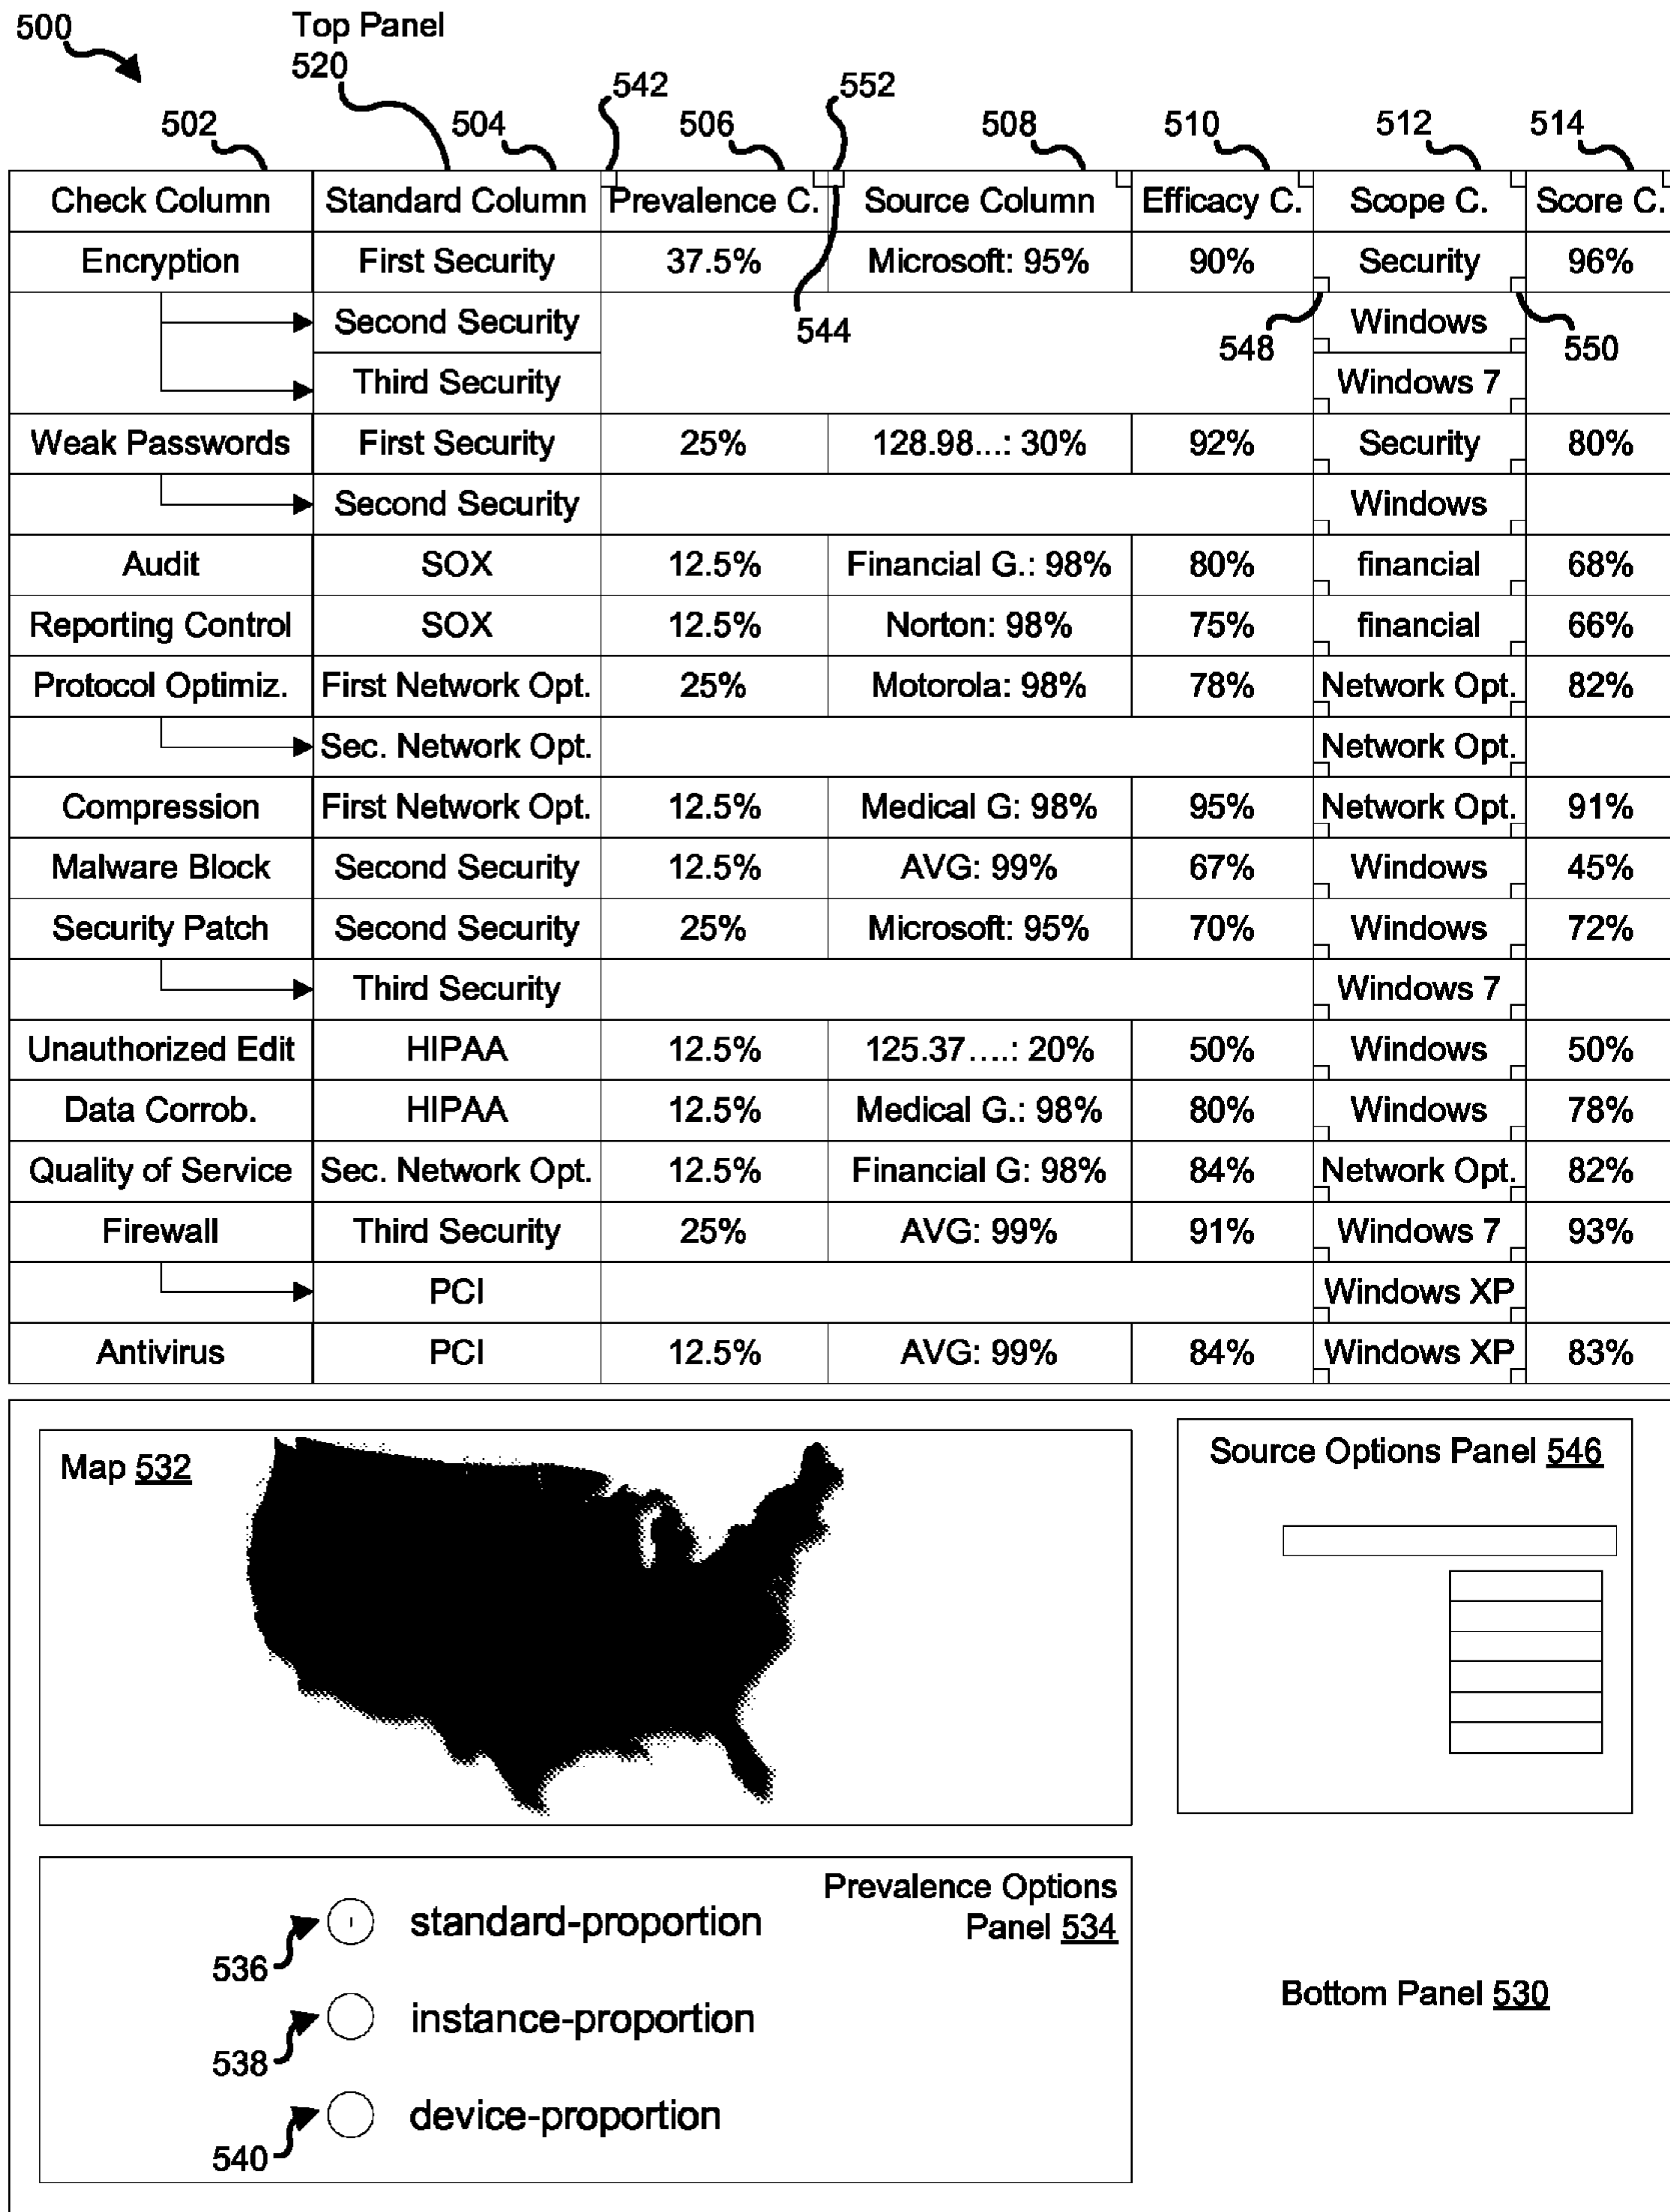 500
Top Panel
520
542
552
502
504
506
508
510
512
514
Check Column Standard Column Prevalence C. Source Column Efficacy C. Scope C. Score C.
Encryption First Security 37.5% Microsoft: 95% 90% Security 96%
Second Security Windows
544
548
550
Third Security Windows 7
Weak Passwords First Security 25% 128.98...: 30% 92% Security 80%
Second Security Windows
Audit SOX 12.5% Financial G.: 98% 80% financial 68%
Reporting Control SOX 12.5% Norton: 98% 75% financial 66%
Protocol Optimiz. First Network Opt. 25% Motorola: 98% 78% Network Opt. 82%
Sec. Network Opt. Network Opt.
Compression First Network Opt. 12.5% Medical G: 98% 95% Network Opt. 91%
Malware Block Second Security 12.5% AVG: 99% 67% Windows 45%
Security Patch Second Security 25% Microsoft: 95% 70% Windows 72%
Third Security Windows 7
Unauthorized Edit HIPAA 12.5% 125.37....: 20% 50% Windows 50%
Data Corrob. HIPAA 12.5% Medical G.: 98% 80% Windows 78%
Quality of Service Sec. Network Opt. 12.5% Financial G: 98% 84% Network Opt. 82%
Firewall Third Security 25% AVG: 99% 91% Windows 7 93%
PCI Windows XP
Antivirus PCI 12.5% AVG: 99% 84% Windows XP 83%
Map 532
Source Options Panel 546
Prevalence Options
Panel 534
standard-proportion
536
instance-proportion
538
device-proportion
540
Bottom Panel 530